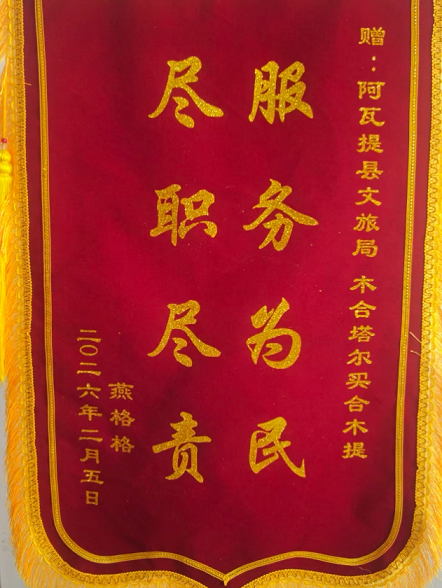 赠：阿瓦提县文旅局 木合塔尔买合木提
服务为民
尽职尽责
燕格格
二〇二六年二月五日